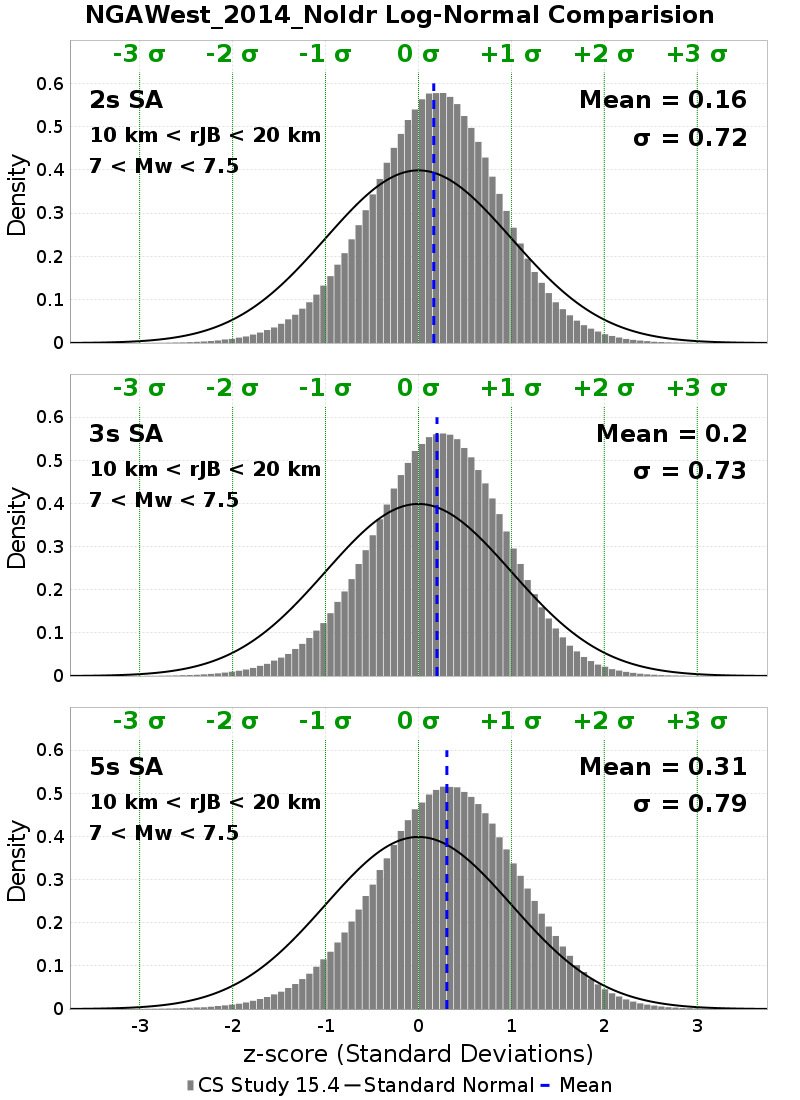 NGAWest_2014_NoIdr Log-Normal Comparision
-3 σ -2 σ -1 σ 0 σ +1 σ +2 σ +3 σ
2s SA
Mean = 0.16
10 km < rJB < 20 km
σ = 0.72
7 < Mw < 7.5
Density
0.6
0.5
0.4
0.3
0.2
0.1
0
-3 σ -2 σ -1 σ 0 σ +1 σ +2 σ +3 σ
3s SA
Mean = 0.2
10 km < rJB < 20 km
σ = 0.73
7 < Mw < 7.5
Density
0.6
0.5
0.4
0.3
0.2
0.1
0
-3 σ -2 σ -1 σ 0 σ +1 σ +2 σ +3 σ
5s SA
Mean = 0.31
10 km < rJB < 20 km
σ = 0.79
7 < Mw < 7.5
Density
0.6
0.5
0.4
0.3
0.2
0.1
0
-3 -2 -1 0 1 2 3
z-score (Standard Deviations)
CS Study 15.4 Standard Normal Mean